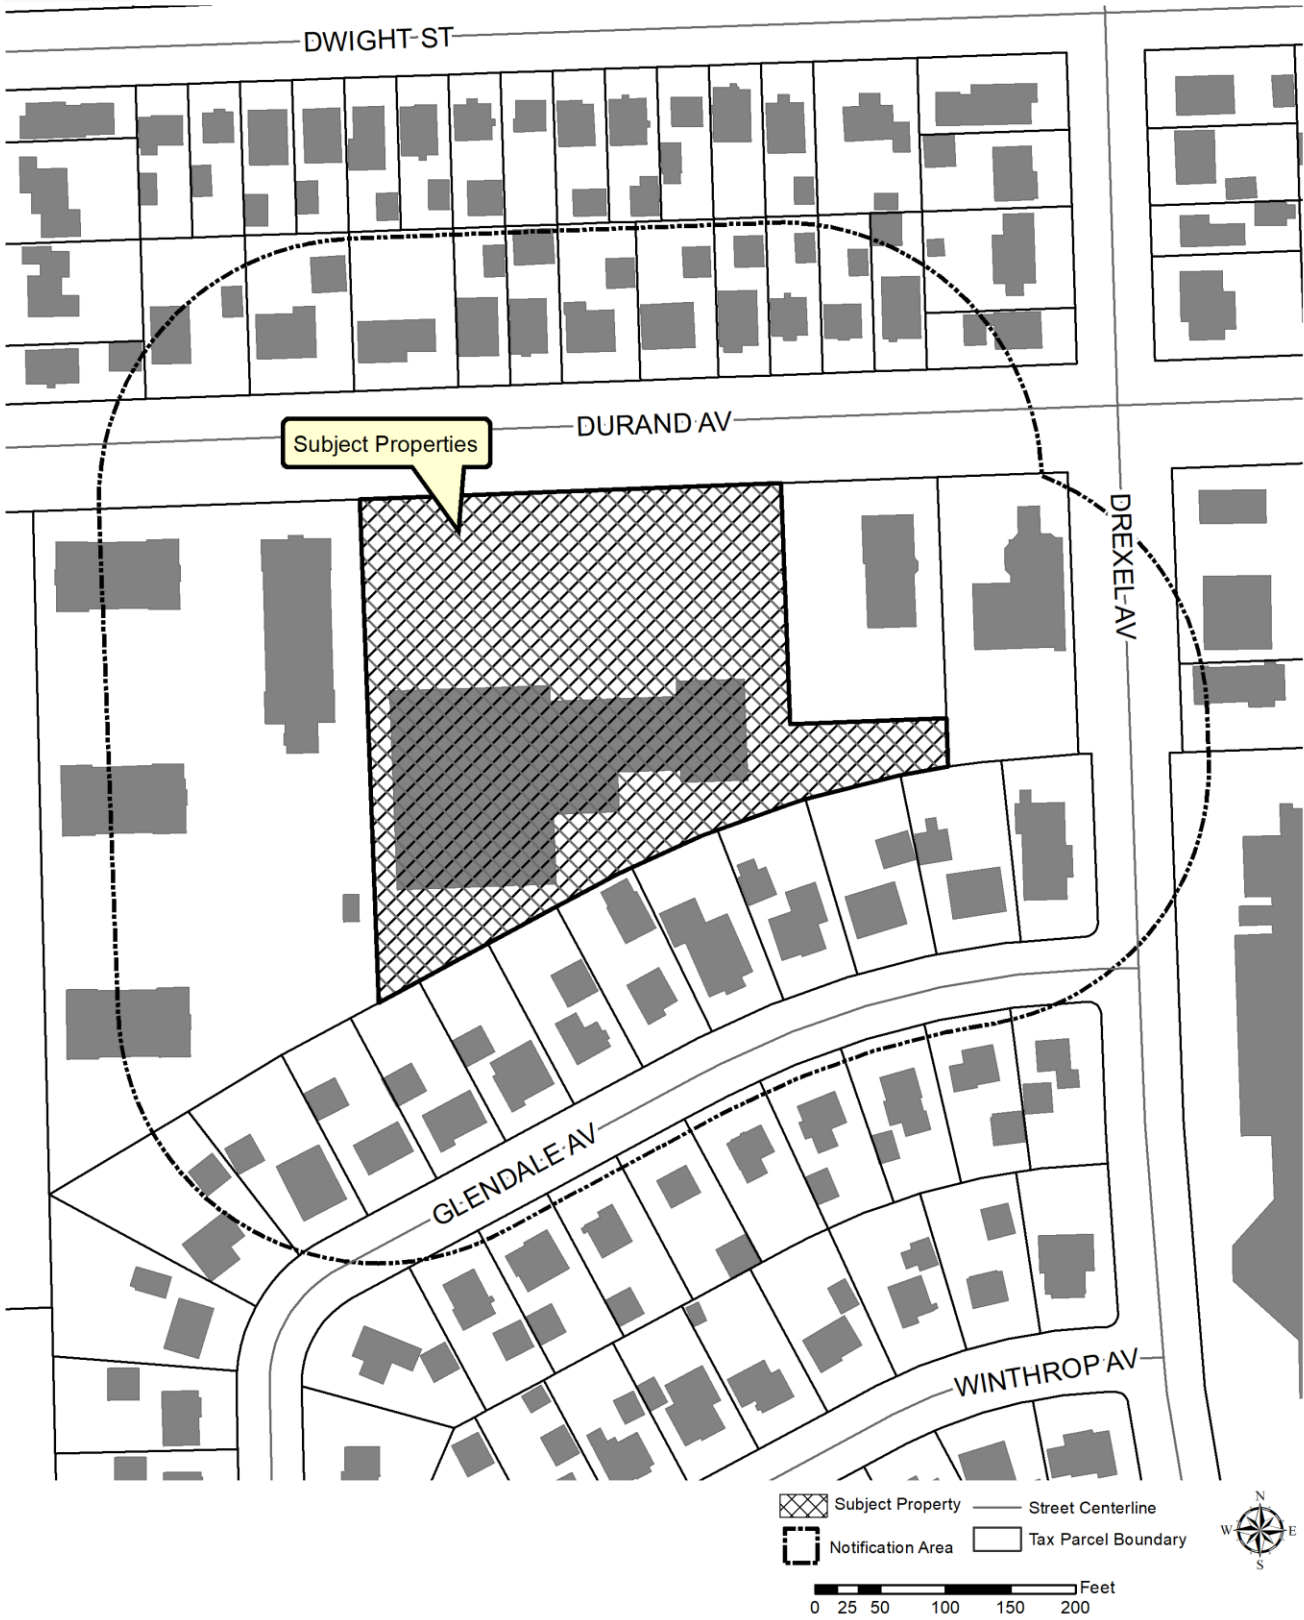 DWIGHT ST
DURAND AV
Subject Properties
DREXEL AV
GLENDALE AV
WINTHROP AV
Subject Property
Street Centerline
Notification Area
Tax Parcel Boundary
N
W
E
S
Feet
0 25 50 100 150 200